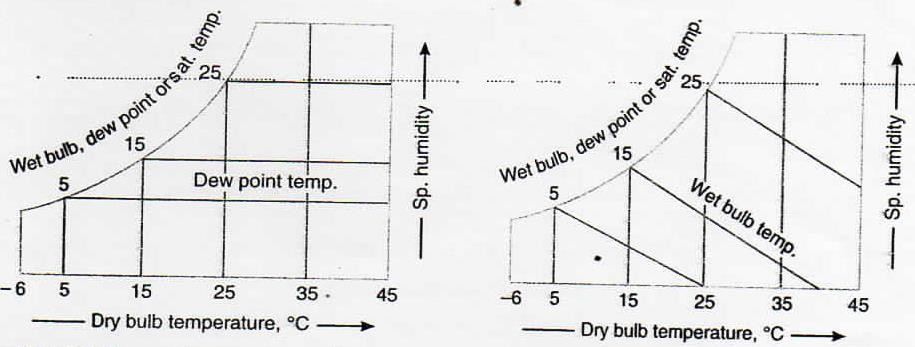 Wet bulb, dew point or sat. temp.
25
15
5
Dew point temp.
Sp. humidity
–6 5 15 25 35 45
Dry bulb temperature, °C
Wet bulb, dew point or sat. temp.
25
15
5
Wet bulb temp.
Sp. humidity
–6 5 15 25 35 45
Dry bulb temperature, °C